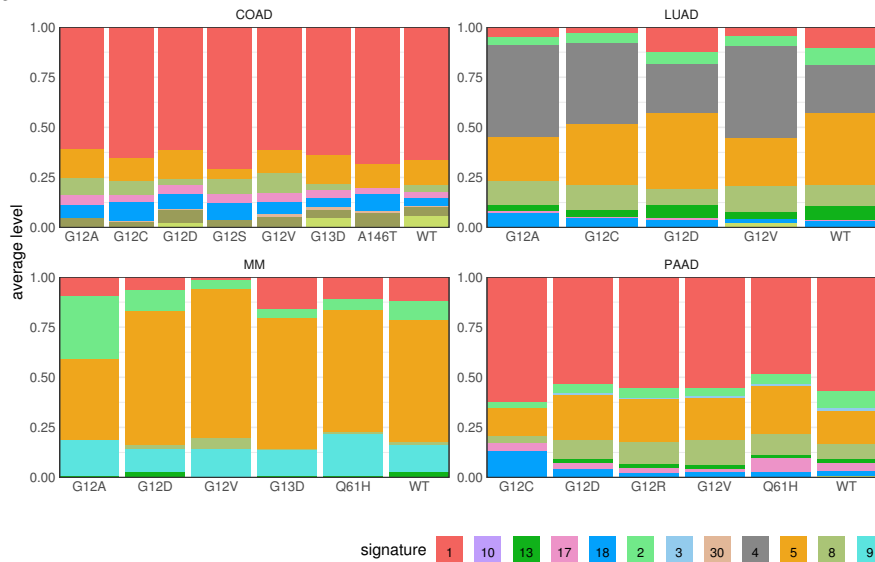 COAD
LUAD
1.00
0.75
0.50
0.25
0.00
G12A G12C G12D G12S G12V G13D A146T WT
1.00
0.75
0.50
0.25
0.00
G12A G12C G12D G12V WT
average level
MM
PAAD
1.00
0.75
0.50
0.25
0.00
G12A G12D G12V G13D Q61H WT
1.00
0.75
0.50
0.25
0.00
G12C G12D G12R G12V Q61H WT
signature 1 10 13 17 18 2 3 30 4 5 8 9